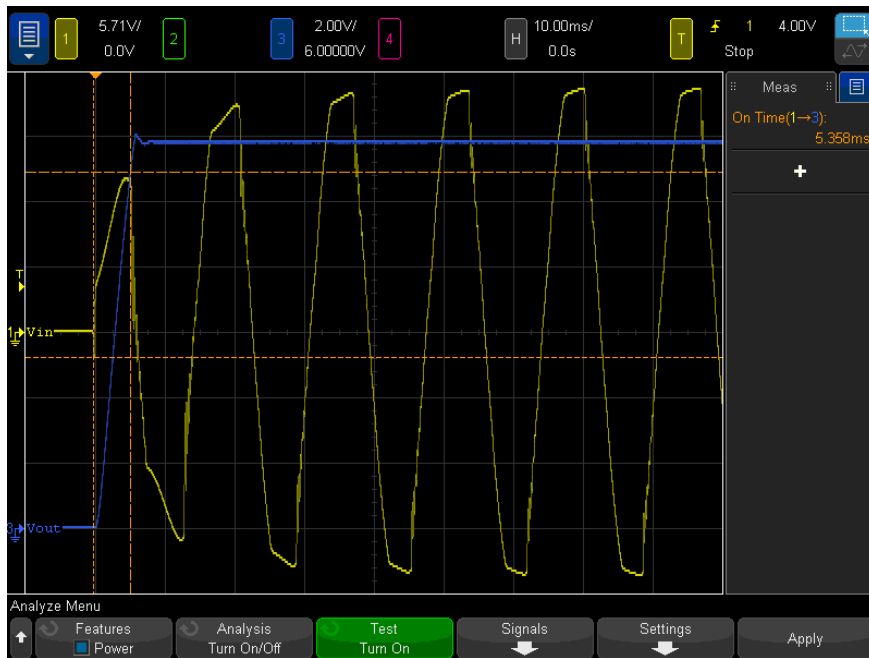 1 5.71V/ 0.0V 2 3 2.00V/ 6.00000V 4 H 10.00ms/ 0.0s T 1 4.00V Stop
Meas
On Time(1→3):
5.358ms
+
T
1 Vin
3 Vout
Analyze Menu
Features Power
Analysis Turn On/Off
Test Turn On
Signals
Settings
Apply